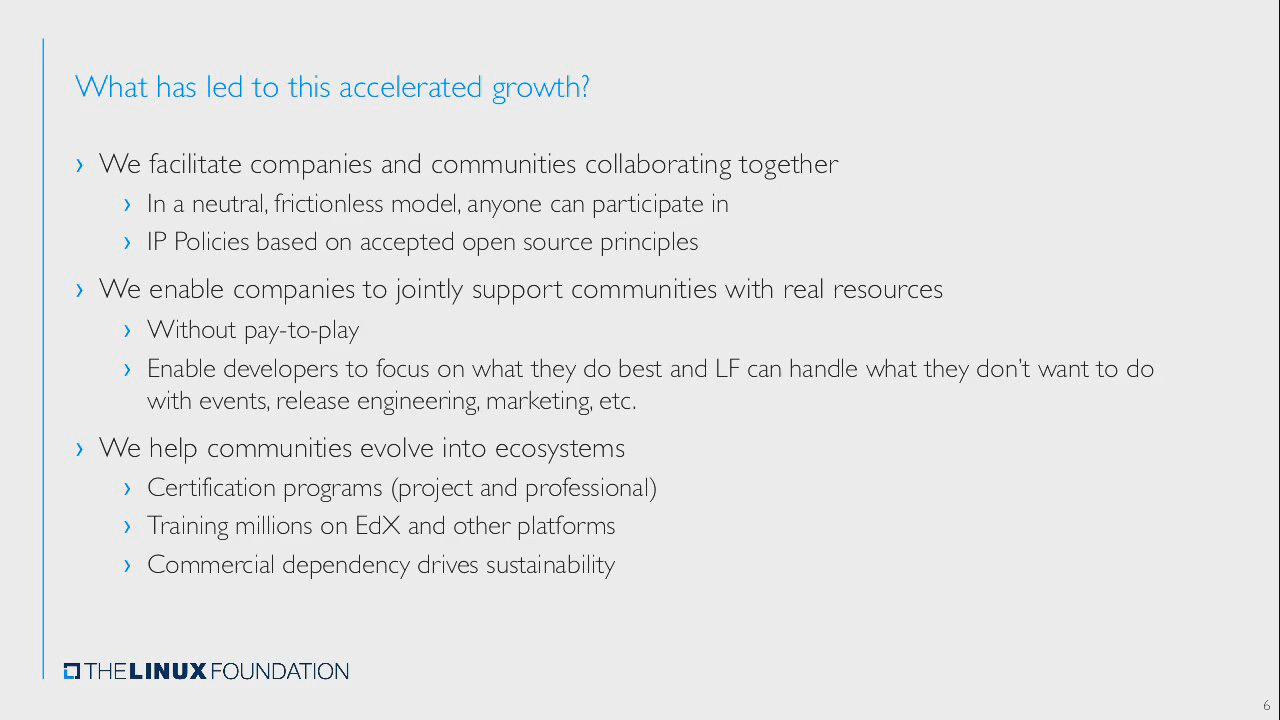 What has led to this accelerated growth?
› We facilitate companies and communities collaborating together
› In a neutral, frictionless model, anyone can participate in
› IP Policies based on accepted open source principles
› We enable companies to jointly support communities with real resources
› Without pay-to-play
› Enable developers to focus on what they do best and LF can handle what they don’t want to do
with events, release engineering, marketing, etc.
› We help communities evolve into ecosystems
› Certification programs (project and professional)
› Training millions on EdX and other platforms
› Commercial dependency drives sustainability
THE LINUX FOUNDATION
6